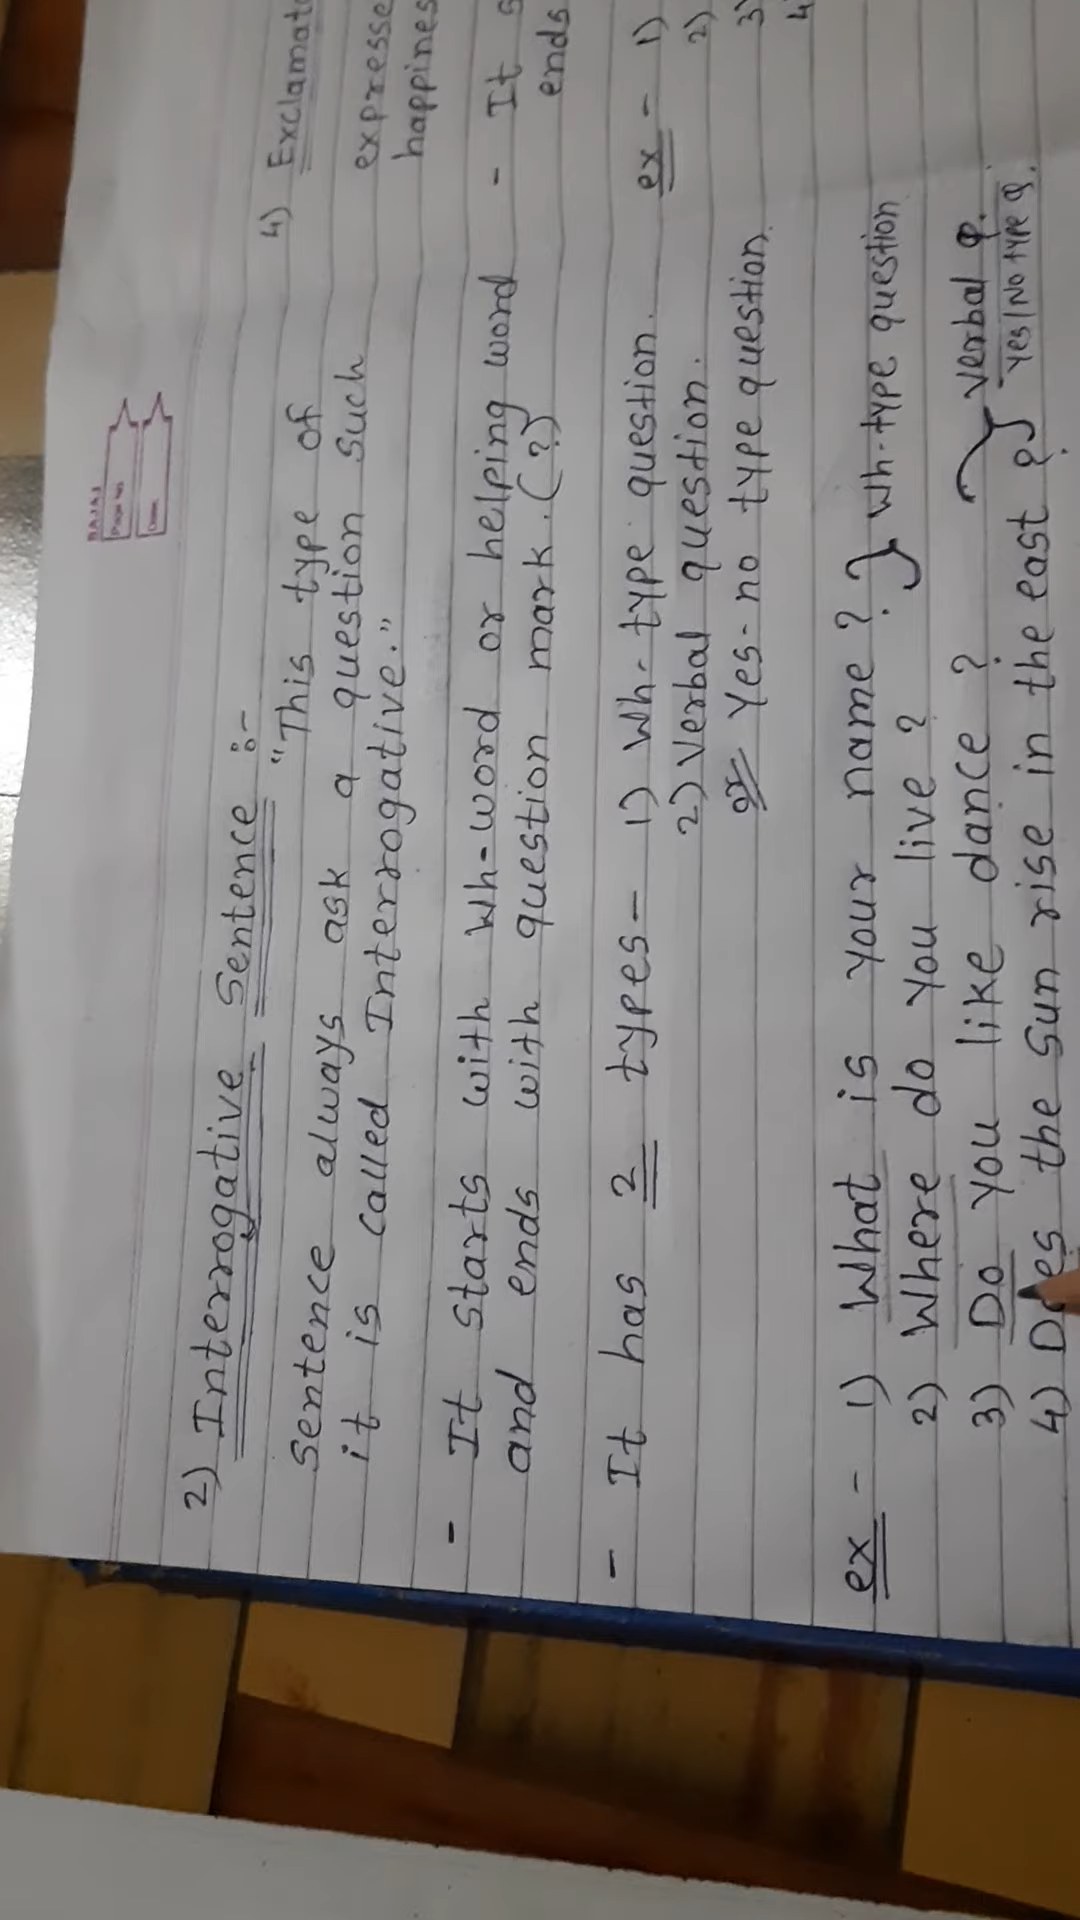 BAJAJ
Page No.
Date
2) Interrogative Sentence :-
"This type of
Sentence always ask a question such
it is called Interrogative."
- It starts with Wh-word or helping word
and ends with question mark. (?)
- It has 2 types- 1) Wh-type question.
2) Verbal question.
or Yes-no type question.
ex - 1) What is your name ? } Wh-type question
2) Where do you live ?
3) Do you like dance ? } verbal Q.
4) Does the Sun rise in the east ? Yes/No type Q.
4)
expresse
happines
-
It
ends
ex - 1)
2)
3)
4)